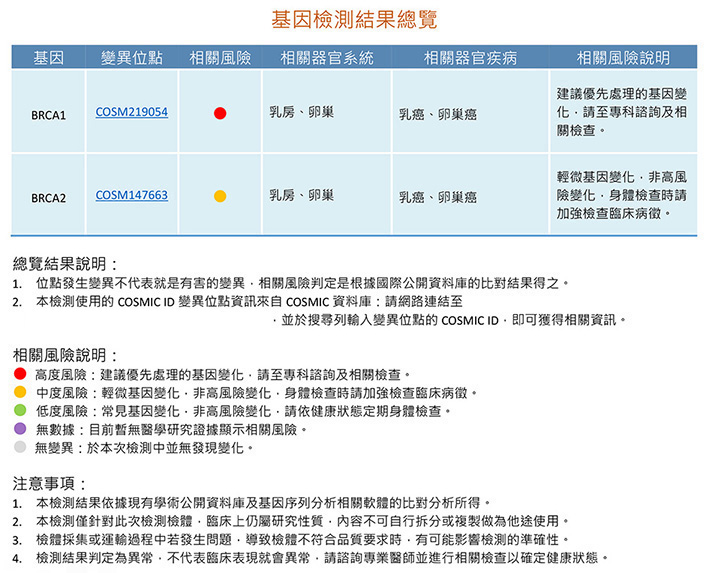 基因檢測結果總覽
基因 變異位點 相關風險 相關器官系統 相關器官疾病 相關風險說明
BRCA1 COSM219054 乳房、卵巢 乳癌、卵巢癌 建議優先處理的基因變
化，請至專科諮詢及相
關檢查。
BRCA2 COSM147663 乳房、卵巢 乳癌、卵巢癌 輕微基因變化，非高風
險變化，身體檢查時請
加強檢查臨床病徵。
總覽結果說明：
1. 位點發生變異不代表就是有害的變異，相關風險判定是根據國際公開資料庫的比對結果得之。
2. 本檢測使用的 COSMIC ID 變異位點資訊來自 COSMIC 資料庫：請網路連結至
，並於搜尋列輸入變異位點的 COSMIC ID，即可獲得相關資訊。
相關風險說明：
高度風險：建議優先處理的基因變化，請至專科諮詢及相關檢查。
中度風險：輕微基因變化，非高風險變化，身體檢查時請加強檢查臨床病徵。
低度風險：常見基因變化，非高風險變化，請依健康狀態定期身體檢查。
無數據：目前暫無醫學研究證據顯示相關風險。
無變異：於本次檢測中並無發現變化。
注意事項：
1. 本檢測結果依據現有學術公開資料庫及基因序列分析相關軟體的比對分析所得。
2. 本檢測僅針對此次檢測檢體，臨床上仍屬研究性質，內容不可自行拆分或複製做為他途使用。
3. 檢體採集或運輸過程中若發生問題，導致檢體不符合品質要求時，有可能影響檢測的準確性。
4. 檢測結果判定為異常，不代表臨床表現就會異常，請諮詢專業醫師並進行相關檢查以確定健康狀態。